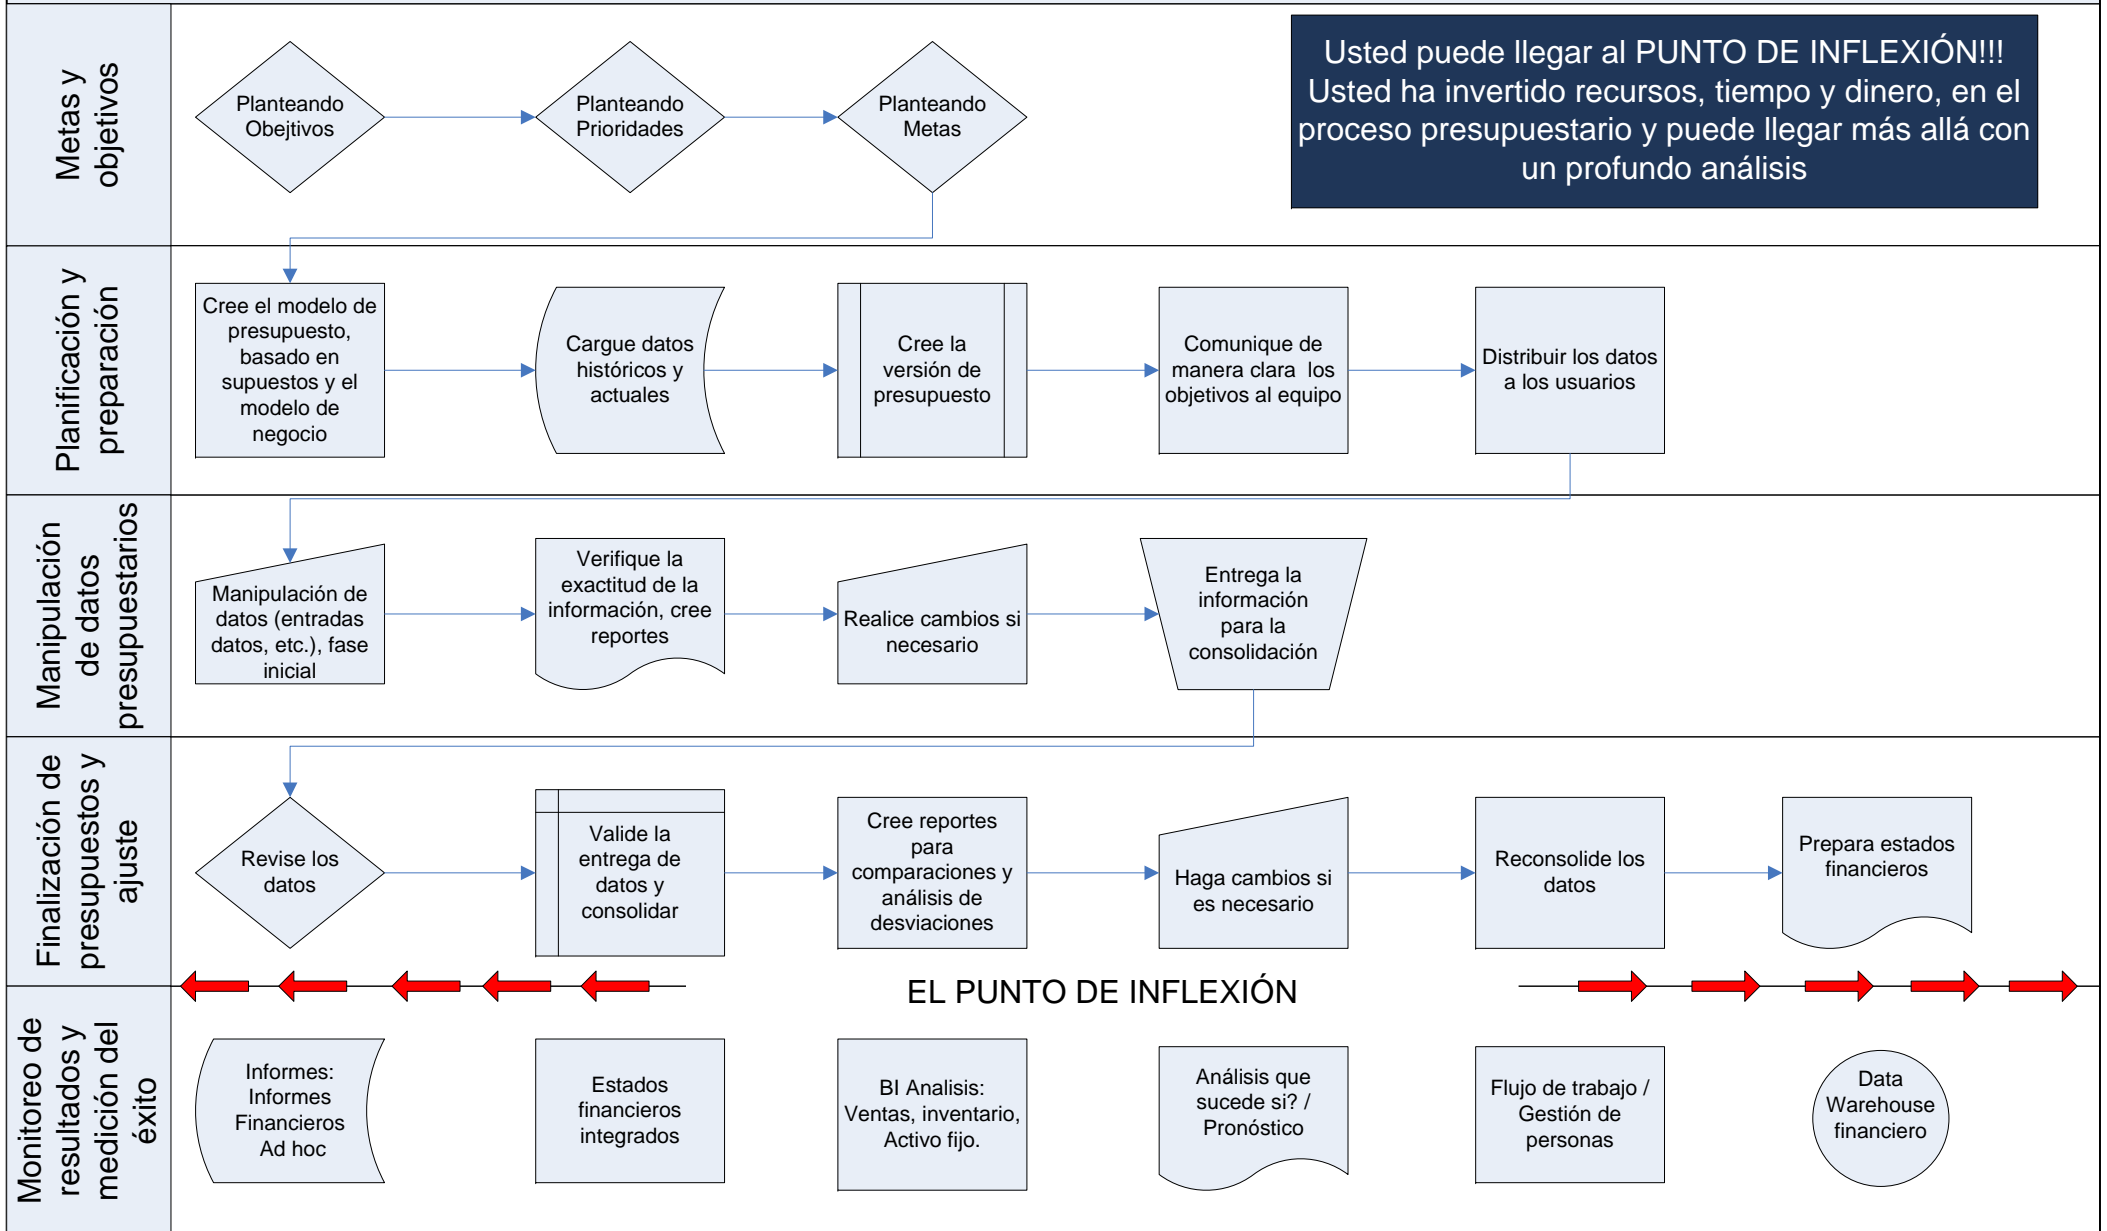 Metas y
objetivos
Planteando
Obejtivos
Planteando
Prioridades
Planteando
Metas
Usted puede llegar al PUNTO DE INFLEXIÓN!!!
Usted ha invertido recursos, tiempo y dinero, en el
proceso presupuestario y puede llegar más allá con
un profundo análisis
Planificación y
preparación
Cree el modelo de
presupuesto,
basado en
supuestos y el
modelo de
negocio
Cargue datos
históricos y
actuales
Cree la
versión de
presupuesto
Comunique de
manera clara  los
objetivos al equipo
Distribuir los datos
a los usuarios
Manipulación
de datos
presupuestarios
Manipulación de
datos (entradas
datos, etc.), fase
inicial
Verifique la
exactitud de la
información, cree
reportes
Realice cambios si
necesario
Entrega la
información
para la
consolidación
Finalización de
presupuestos y
ajuste
Revise los
datos
Valide la
entrega de
datos y
consolidar
Cree reportes
para
comparaciones y
análisis de
desviaciones
Haga cambios si
es necesario
Reconsolide los
datos
Prepara estados
financieros
EL PUNTO DE INFLEXIÓN
Monitoreo de
resultados y
medición del
éxito
Informes:
Informes
Financieros
Ad hoc
Estados
financieros
integrados
BI Analisis:
Ventas, inventario,
Activo fijo.
Análisis que
sucede si? /
Pronóstico
Flujo de trabajo /
Gestión de
personas
Data
Warehouse
financiero